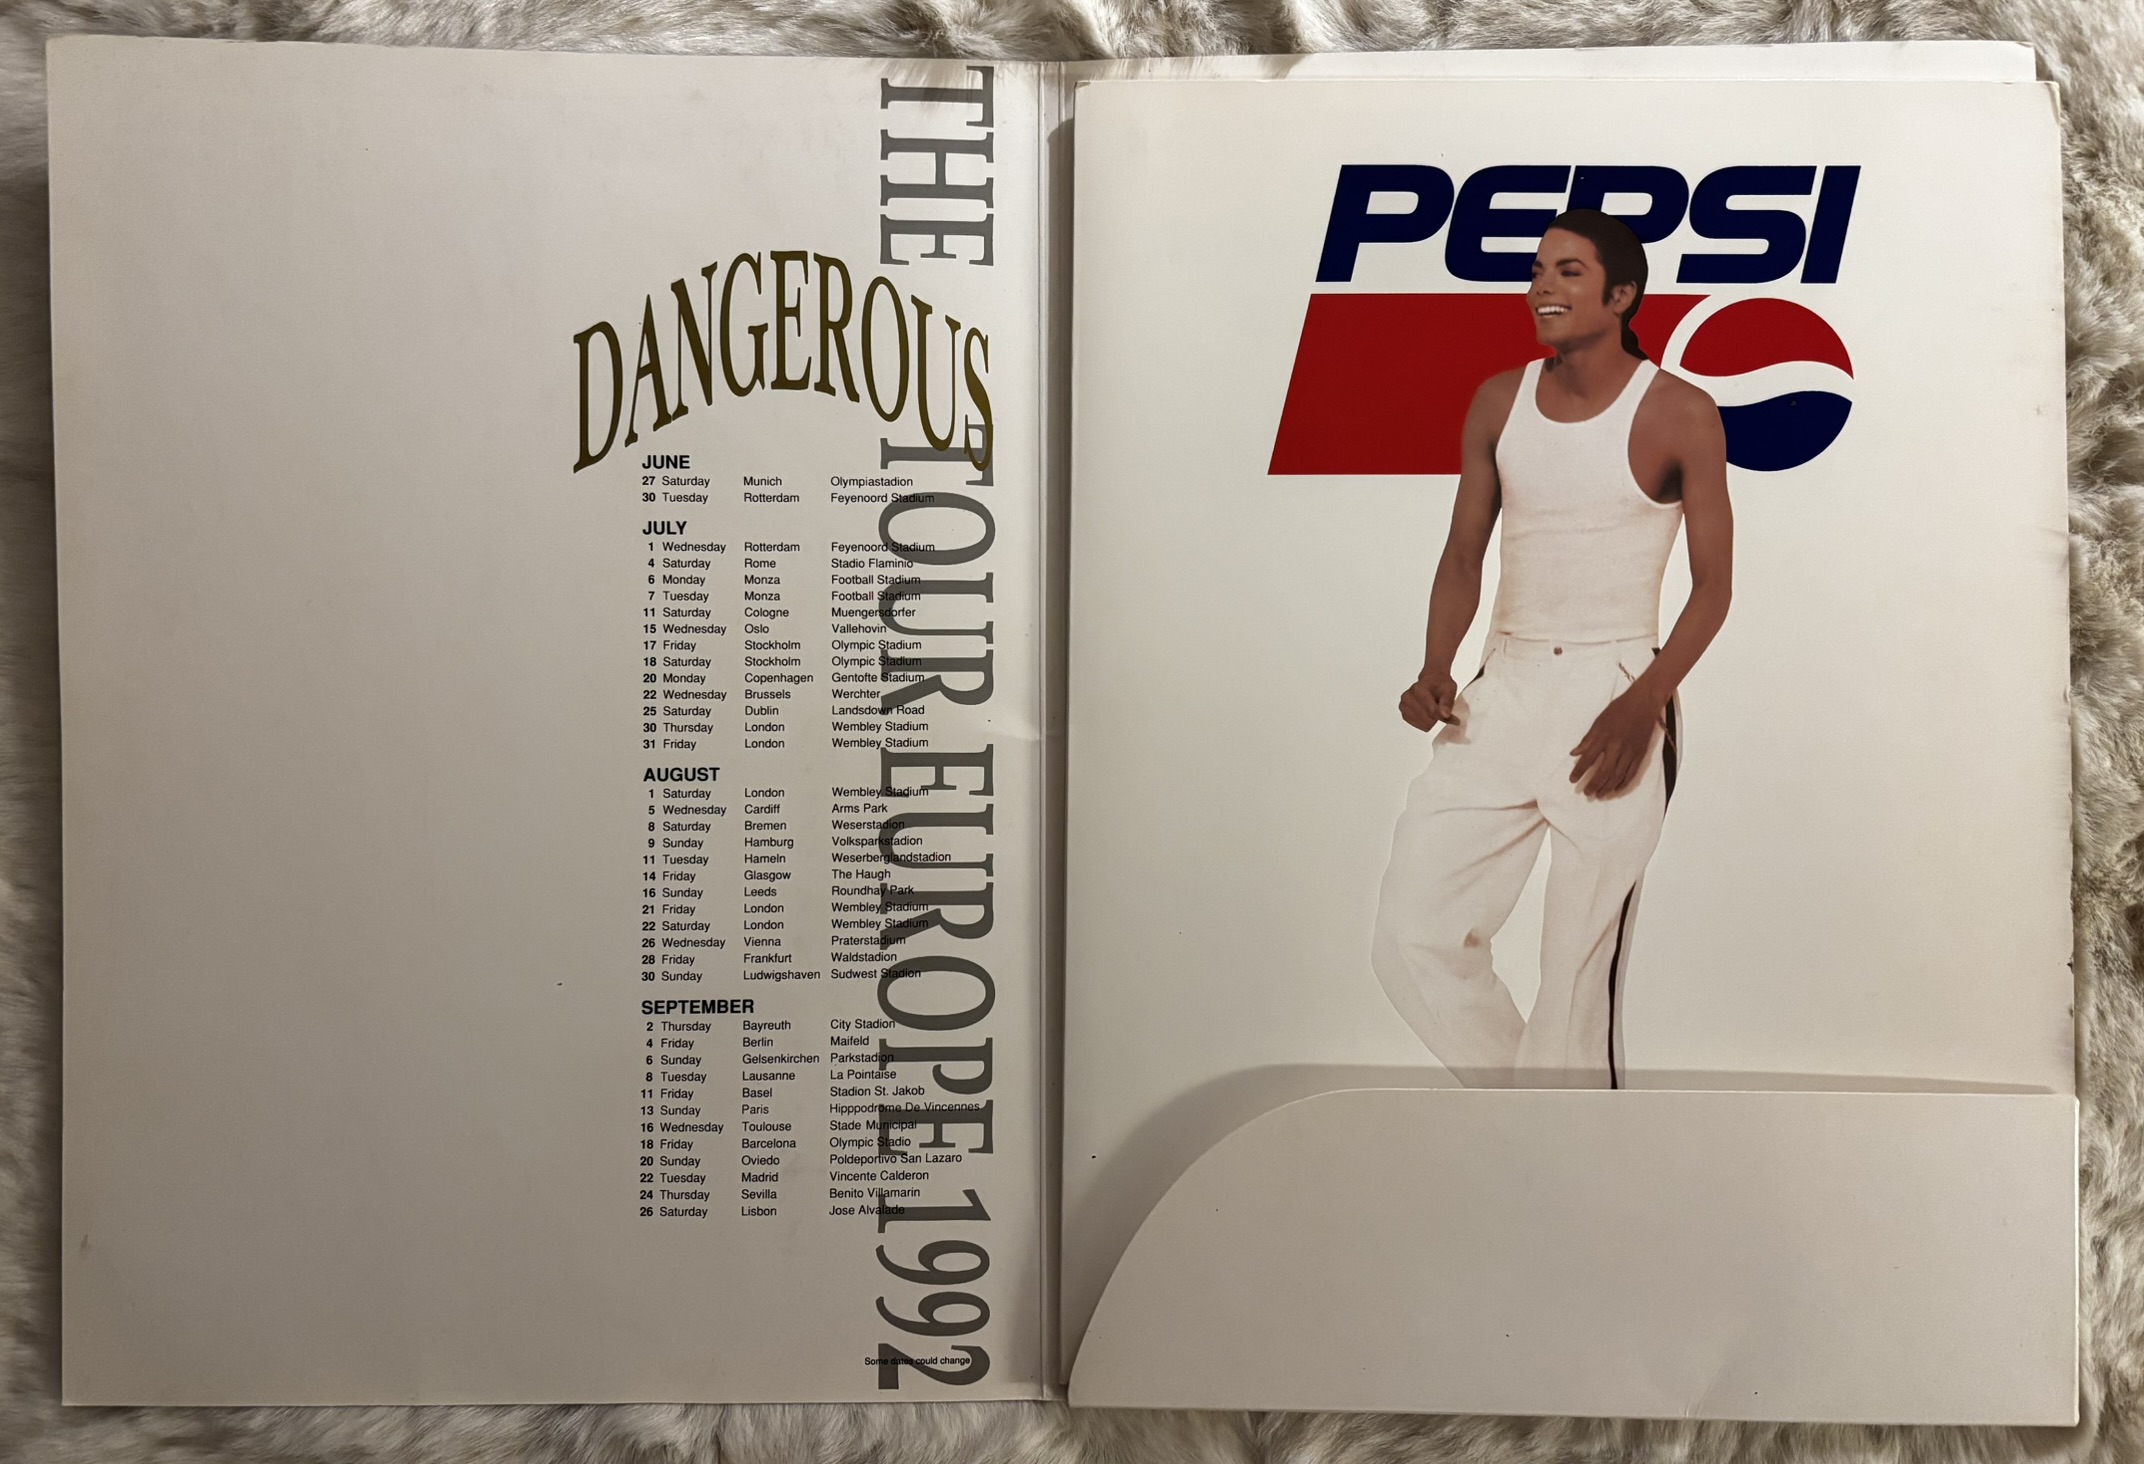 THE
DANGEROUS
TOUR EUROPE 1992
JUNE
27 Saturday Munich Olympiastadion
30 Tuesday Rotterdam Feyenoord Stadium
JULY
1 Wednesday Rotterdam Feyenoord Stadium
4 Saturday Rome Stadio Flaminio
6 Monday Monza Football Stadium
7 Tuesday Monza Football Stadium
11 Saturday Cologne Muengersdorfer
15 Wednesday Oslo Vallehovin
17 Friday Stockholm Olympic Stadium
18 Saturday Stockholm Olympic Stadium
20 Monday Copenhagen Gentofte Stadium
22 Wednesday Brussels Werchter
25 Saturday Dublin Landsdown Road
30 Thursday London Wembley Stadium
31 Friday London Wembley Stadium
AUGUST
1 Saturday London Wembley Stadium
5 Wednesday Cardiff Arms Park
8 Saturday Bremen Weserstadion
9 Sunday Hamburg Volksparkstadion
11 Tuesday Hameln Weserberglandstadion
14 Friday Glasgow The Haugh
16 Sunday Leeds Roundhay Park
21 Friday London Wembley Stadium
22 Saturday London Wembley Stadium
26 Wednesday Vienna Praterstadium
28 Friday Frankfurt Waldstadion
30 Sunday Ludwigshaven Sudwest Stadion
SEPTEMBER
2 Thursday Bayreuth City Stadion
4 Friday Berlin Maifeld
6 Sunday Gelsenkirchen Parkstadion
8 Tuesday Lausanne La Pointaise
11 Friday Basel Stadion St. Jakob
13 Sunday Paris Hipppodrome De Vincennes
16 Wednesday Toulouse Stade Municipal
18 Friday Barcelona Olympic Stadio
20 Sunday Oviedo Poldeportivo San Lazaro
22 Tuesday Madrid Vincente Calderon
24 Thursday Sevilla Benito Villamarin
26 Saturday Lisbon Jose Alvalade
Some dates could change
PEPSI